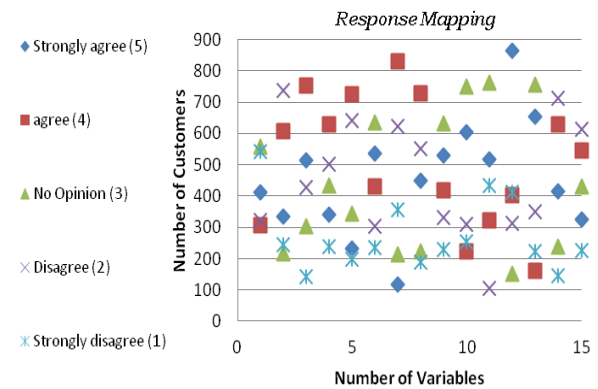 Response Mapping
Strongly agree (5)
agree (4)
No Opinion (3)
Disagree (2)
Strongly disagree (1)
Number of Customers
900
800
700
600
500
400
300
200
100
0
0
5
10
15
Number of Variables